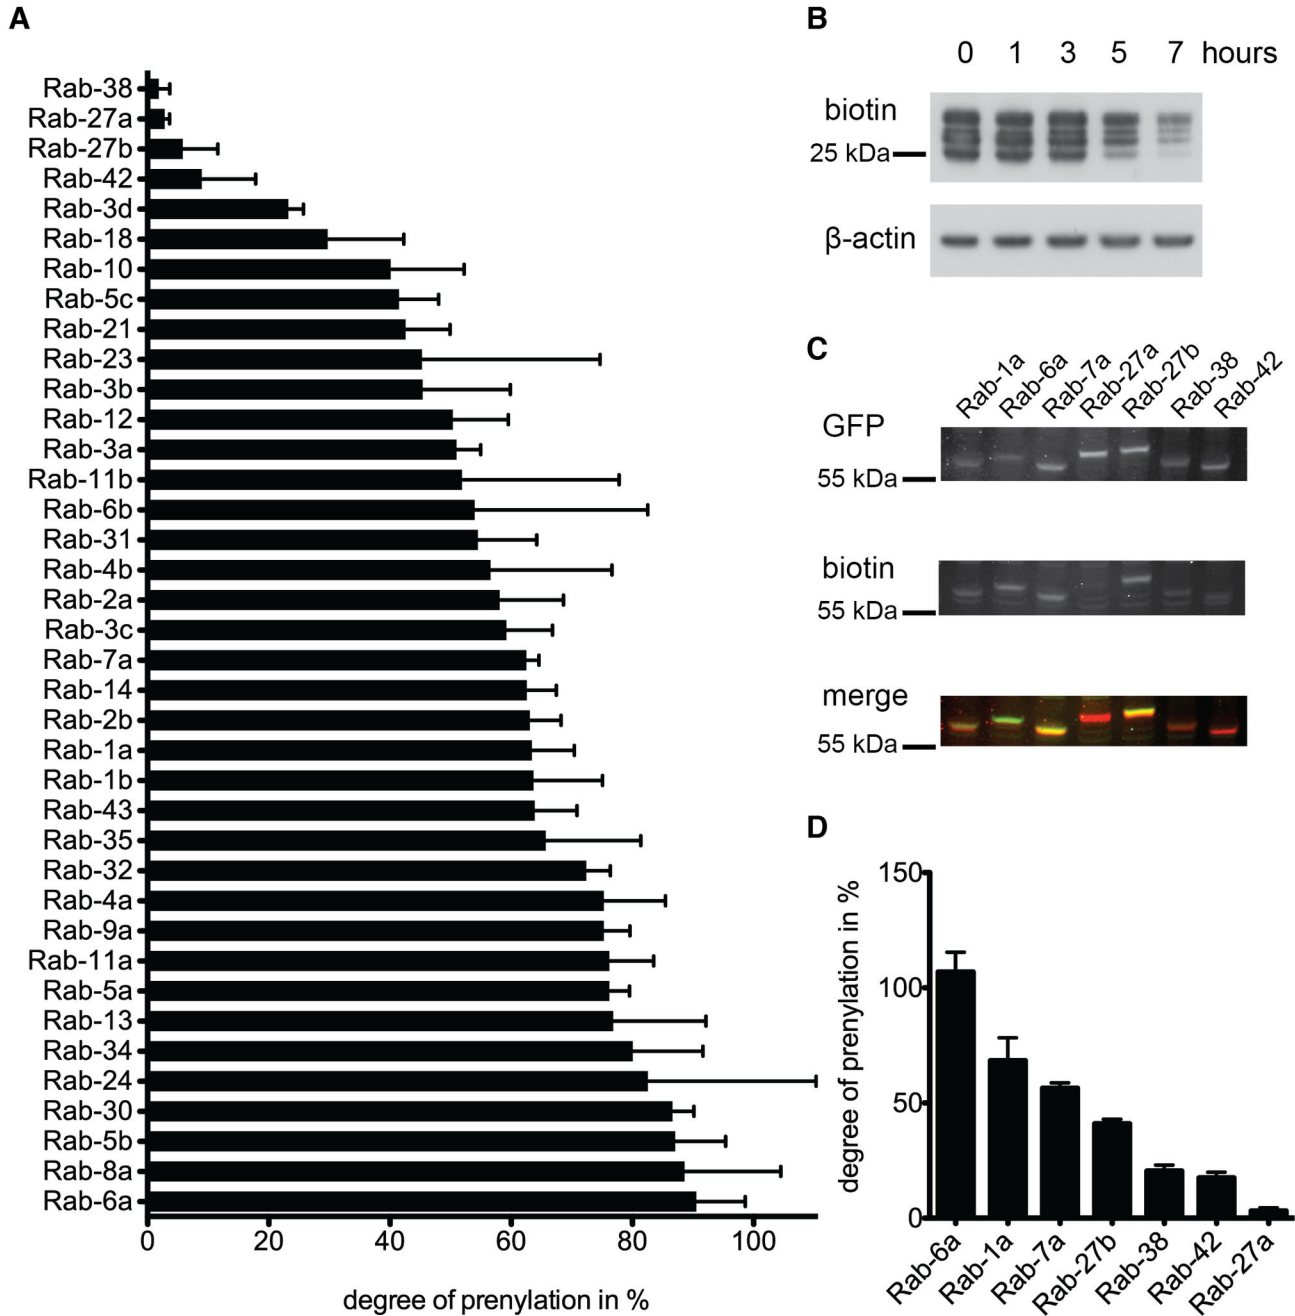 A
Rab-38
Rab-27a
Rab-27b
Rab-42
Rab-3d
Rab-18
Rab-10
Rab-5c
Rab-21
Rab-23
Rab-3b
Rab-12
Rab-3a
Rab-11b
Rab-6b
Rab-31
Rab-4b
Rab-2a
Rab-3c
Rab-7a
Rab-14
Rab-2b
Rab-1a
Rab-1b
Rab-43
Rab-35
Rab-32
Rab-4a
Rab-9a
Rab-11a
Rab-5a
Rab-13
Rab-34
Rab-24
Rab-30
Rab-5b
Rab-8a
Rab-6a
0 20 40 60 80 100
degree of prenylation in %
B
0 1 3 5 7 hours
biotin
25 kDa
β-actin
C
Rab-1a Rab-6a Rab-7a Rab-27a Rab-27b Rab-38 Rab-42
GFP
55 kDa
biotin
55 kDa
merge
55 kDa
D
degree of prenylation in %
150
100
50
0
Rab-6a Rab-1a Rab-7a Rab-27b Rab-38 Rab-42 Rab-27a